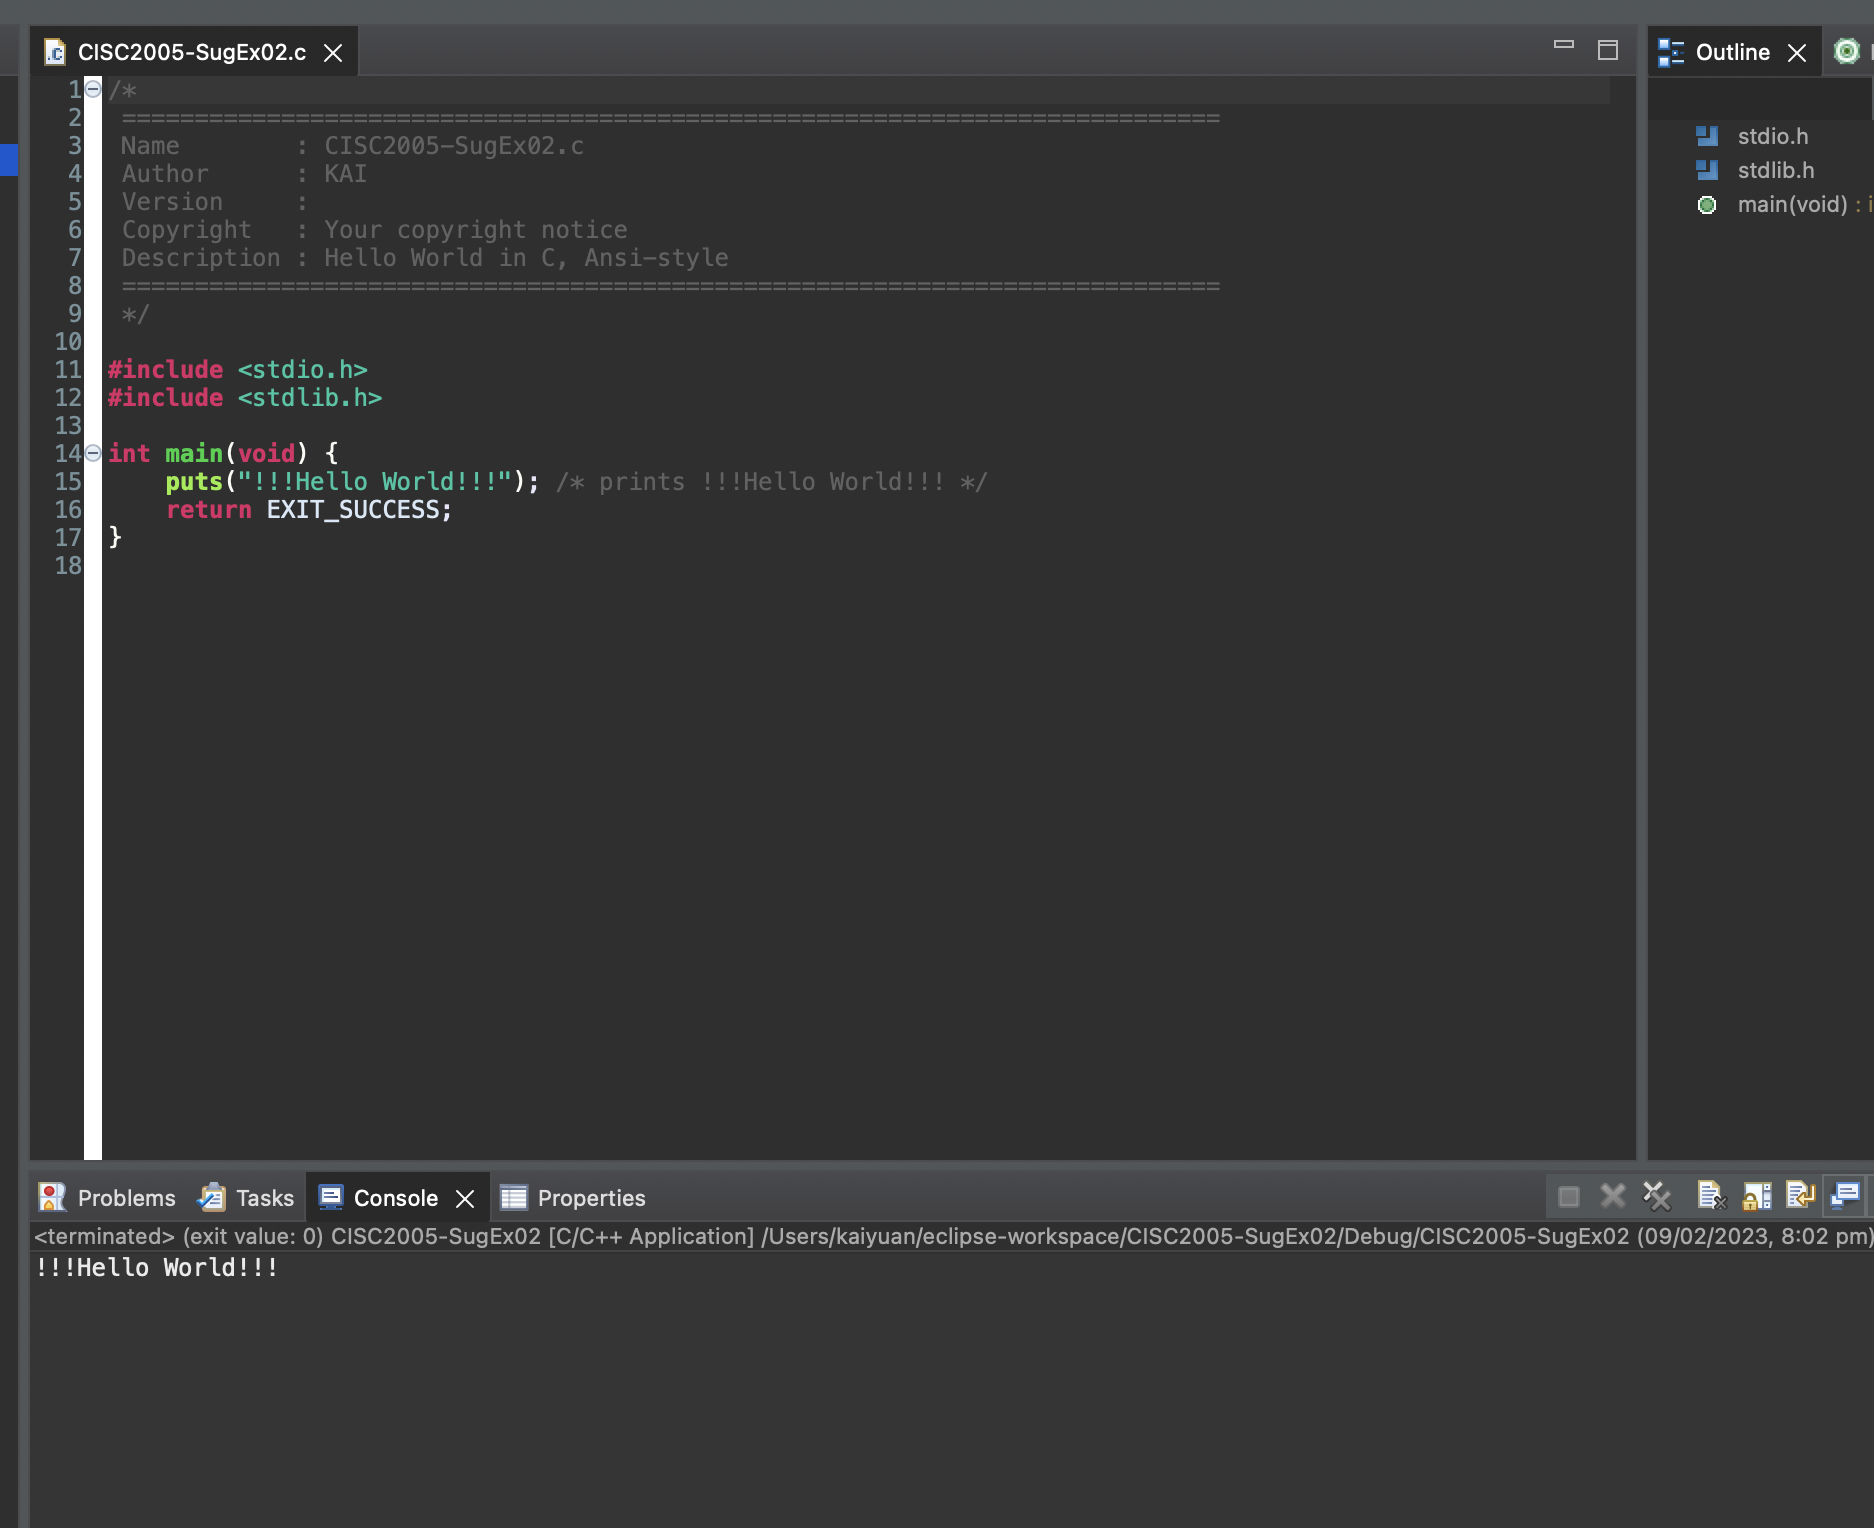 CISC2005-SugEx02.c
1 /*
2  ============================================================================
3  Name        : CISC2005-SugEx02.c
4  Author      : KAI
5  Version     :
6  Copyright   : Your copyright notice
7  Description : Hello World in C, Ansi-style
8  ============================================================================
9  */
10
11 #include <stdio.h>
12 #include <stdlib.h>
13
14 int main(void) {
15     puts("!!!Hello World!!!"); /* prints !!!Hello World!!! */
16     return EXIT_SUCCESS;
17 }
18
Outline
stdio.h
stdlib.h
main(void) : i
Problems Tasks Console Properties
<terminated> (exit value: 0) CISC2005-SugEx02 [C/C++ Application] /Users/kaiyuan/eclipse-workspace/CISC2005-SugEx02/Debug/CISC2005-SugEx02 (09/02/2023, 8:02 pm)
!!!Hello World!!!